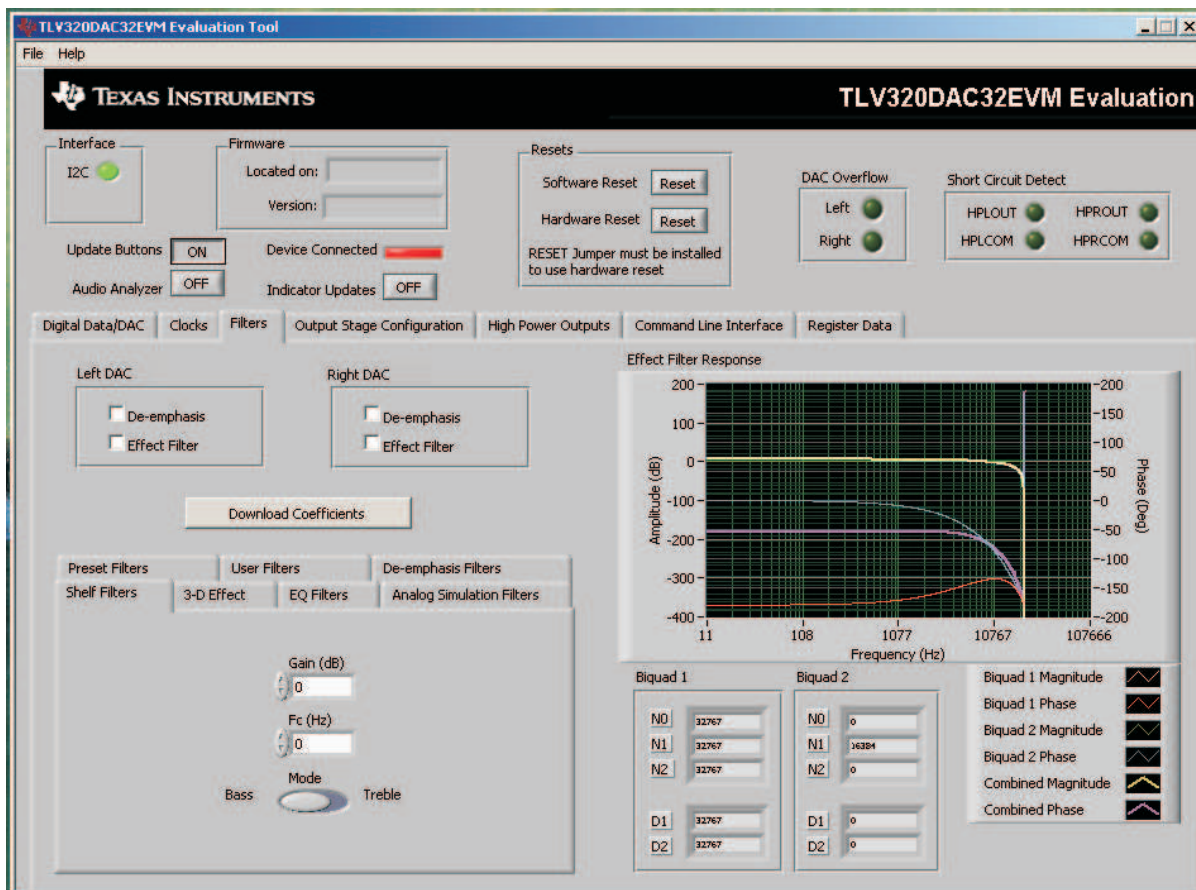 TLV320DAC32EVM Evaluation Tool
File Help
TEXAS INSTRUMENTS
TLV320DAC32EVM Evaluation
Interface
I2C
Firmware
Located on:
Version:
Resets
Software Reset Reset
Hardware Reset Reset
RESET Jumper must be installed
to use hardware reset
DAC Overflow
Left
Right
Short Circuit Detect
HPLOUT HPROUT
HPLCOM HPRCOM
Update Buttons ON
Device Connected
Audio Analyzer OFF
Indicator Updates OFF
Digital Data/DAC Clocks Filters Output Stage Configuration High Power Outputs Command Line Interface Register Data
Left DAC
De-emphasis
Effect Filter
Right DAC
De-emphasis
Effect Filter
Download Coefficients
Preset Filters User Filters De-emphasis Filters
Shelf Filters 3-D Effect EQ Filters Analog Simulation Filters
Gain (dB)
0
Fc (Hz)
0
Mode
Bass Treble
Effect Filter Response
Amplitude (dB)
200
100
0
-100
-200
-300
-400
Phase (Deg)
-200
-150
-100
-50
-0
-50
-100
-150
-200
11 108 1077 10767 107666
Frequency (Hz)
Biquad 1
N0 32767
N1 32767
N2 32767
D1 32767
D2 32767
Biquad 2
N0 0
N1 16384
N2 0
D1 0
D2 0
Biquad 1 Magnitude
Biquad 1 Phase
Biquad 2 Magnitude
Biquad 2 Phase
Combined Magnitude
Combined Phase